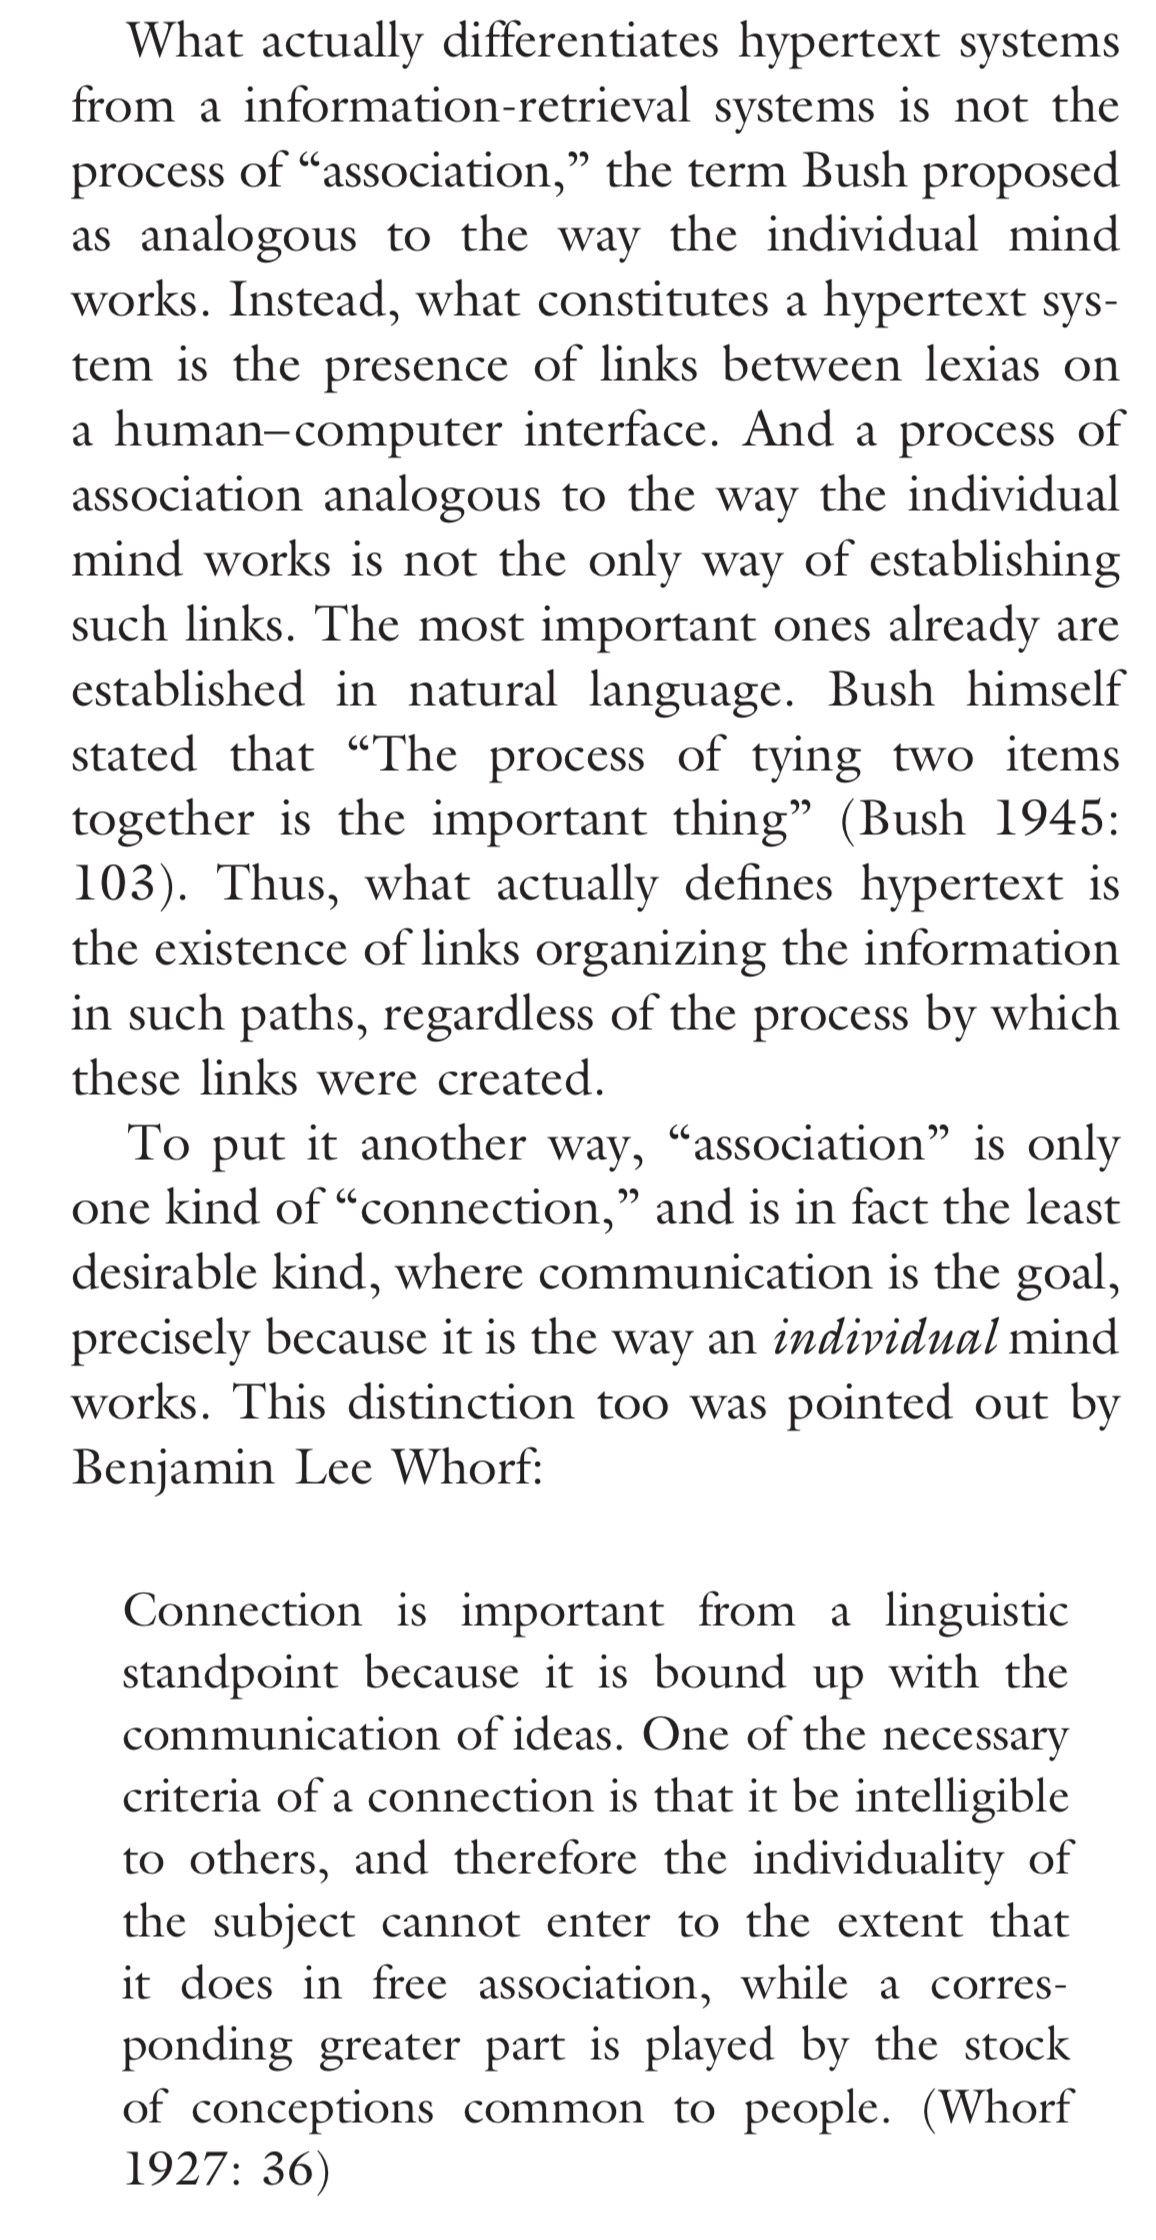 What actually differentiates hypertext systems
from a information-retrieval systems is not the
process of “association,” the term Bush proposed
as analogous to the way the individual mind
works. Instead, what constitutes a hypertext sys-
tem is the presence of links between lexias on
a human–computer interface. And a process of
association analogous to the way the individual
mind works is not the only way of establishing
such links. The most important ones already are
established in natural language. Bush himself
stated that “The process of tying two items
together is the important thing” (Bush 1945:
103). Thus, what actually defines hypertext is
the existence of links organizing the information
in such paths, regardless of the process by which
these links were created.
To put it another way, “association” is only
one kind of “connection,” and is in fact the least
desirable kind, where communication is the goal,
precisely because it is the way an individual mind
works. This distinction too was pointed out by
Benjamin Lee Whorf:
Connection is important from a linguistic
standpoint because it is bound up with the
communication of ideas. One of the necessary
criteria of a connection is that it be intelligible
to others, and therefore the individuality of
the subject cannot enter to the extent that
it does in free association, while a corres-
ponding greater part is played by the stock
of conceptions common to people. (Whorf
1927: 36)